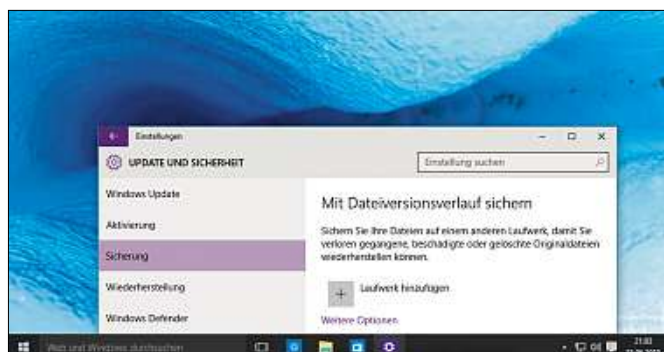 Einstellungen
UPDATE UND SICHERHEIT
Einstellung suchen
Windows Update
Aktivierung
Sicherung
Wiederherstellung
Windows Defender
Mit Dateiversionsverlauf sichern
Sichern Sie Ihre Dateien auf einem anderen Laufwerk, damit Sie
verloren gegangene, beschädigte oder gelöschte Originaldateien
wiederherstellen können.
Laufwerk hinzufügen
Weitere Optionen
Web und Windows durchsuchen